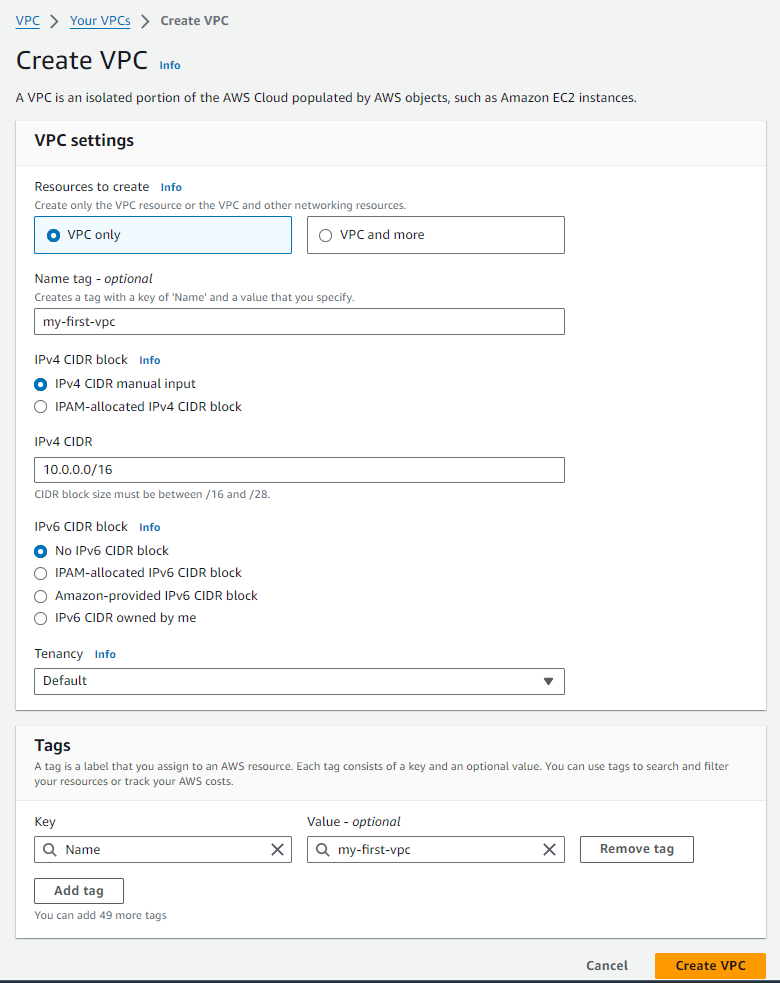 VPC > Your VPCs > Create VPC
Create VPC Info
A VPC is an isolated portion of the AWS Cloud populated by AWS objects, such as Amazon EC2 instances.
VPC settings
Resources to create Info
Create only the VPC resource or the VPC and other networking resources.
VPC only VPC and more
Name tag - optional
Creates a tag with a key of 'Name' and a value that you specify.
my-first-vpc
IPv4 CIDR block Info
IPv4 CIDR manual input
IPAM-allocated IPv4 CIDR block
IPv4 CIDR
10.0.0.0/16
CIDR block size must be between /16 and /28.
IPv6 CIDR block Info
No IPv6 CIDR block
IPAM-allocated IPv6 CIDR block
Amazon-provided IPv6 CIDR block
IPv6 CIDR owned by me
Tenancy Info
Default
Tags
A tag is a label that you assign to an AWS resource. Each tag consists of a key and an optional value. You can use tags to search and filter
your resources or track your AWS costs.
Key Value - optional
Name my-first-vpc Remove tag
Add tag
You can add 49 more tags
Cancel Create VPC